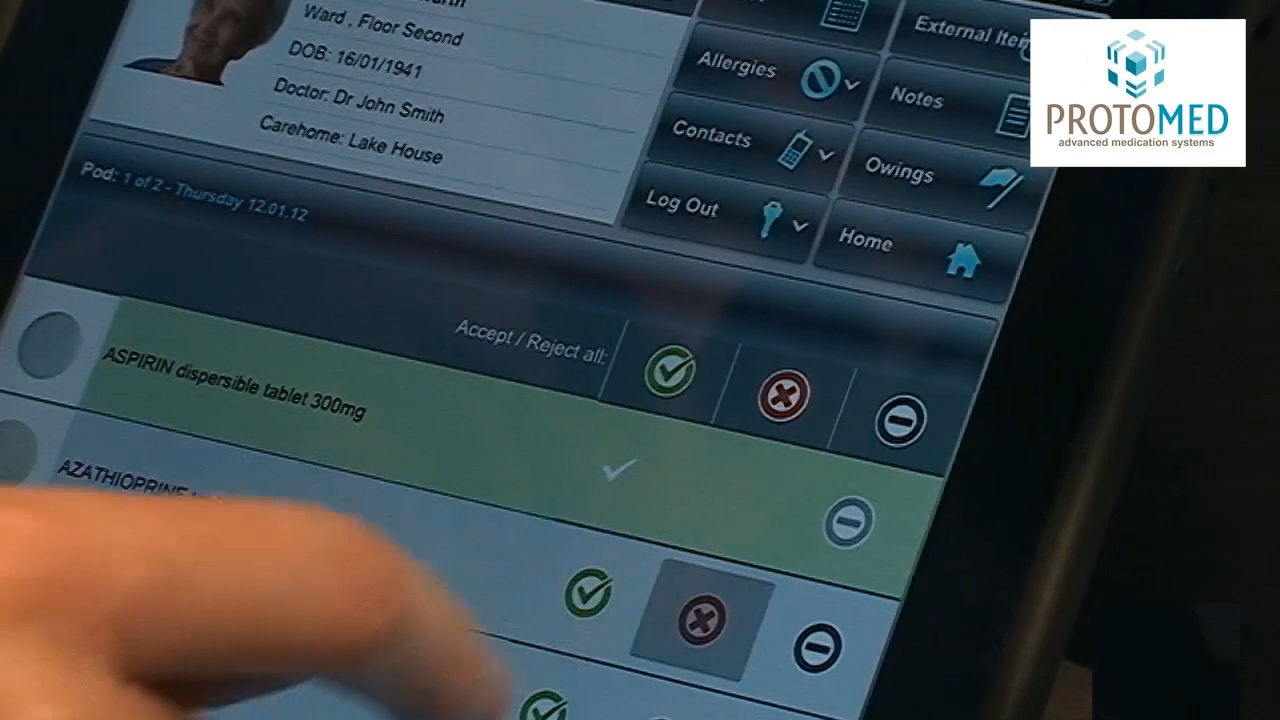 Ward , Floor Second
DOB: 16/01/1941
Doctor: Dr John Smith
Carehome: Lake House
External
Allergies
Notes
Contacts
Owings
Log Out
Home
PROTOMED
advanced medication systems
Pod: 1 of 2 - Thursday 12.01.12
Accept / Reject all:
ASPIRIN dispersible tablet 300mg
AZATHIOPRINE